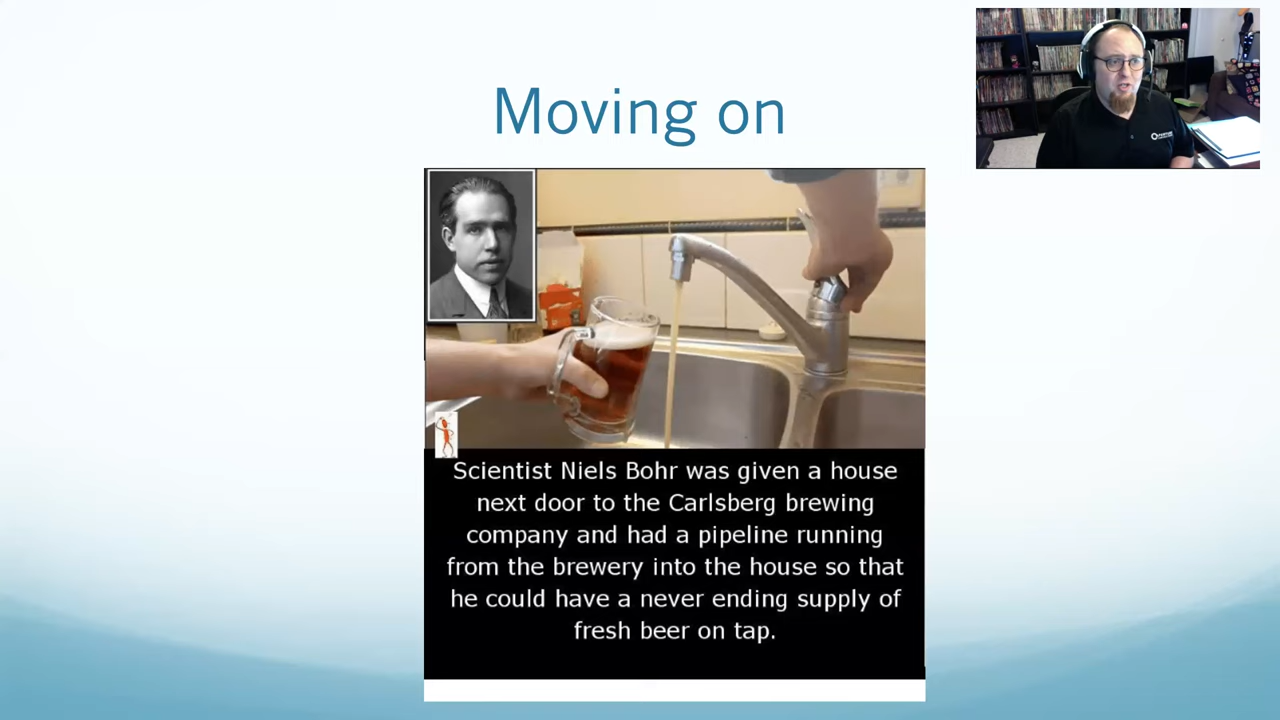 Moving on
Scientist Niels Bohr was given a house
next door to the Carlsberg brewing
company and had a pipeline running
from the brewery into the house so that
he could have a never ending supply of
fresh beer on tap.